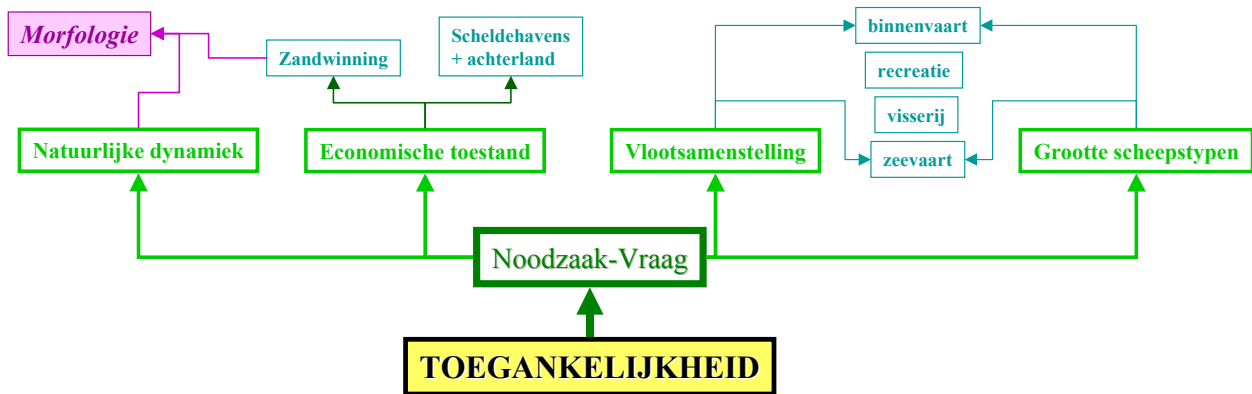 Morfologie
Zandwinning
Scheldehavens
+ achterland
binnenvaart
recreatie
visserij
zeevaart
Natuurlijke dynamiek
Economische toestand
Vlootsamenstelling
Grootte scheepstypen
Noodzaak-Vraag
TOEGANKELIJKHEID